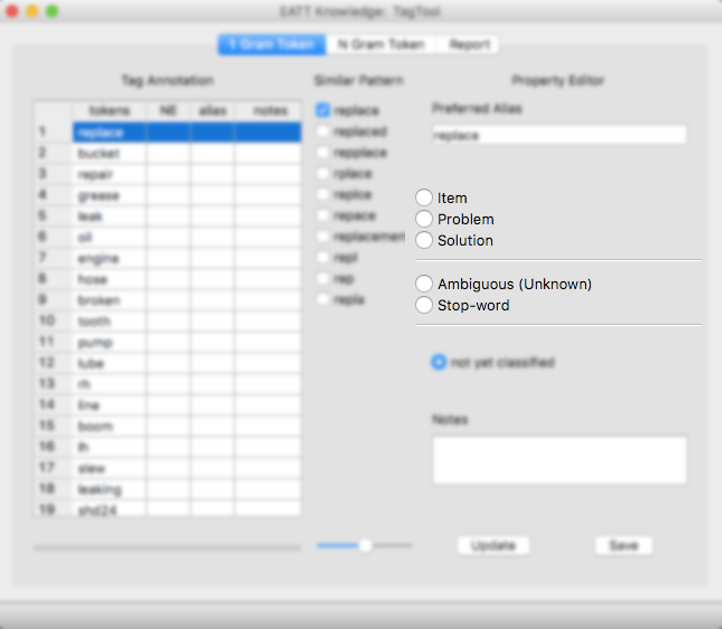 EATT Knowledge: TagTool
1 Gram Token N Gram Token Report
Tag Annotation Similar Pattern Property Editor
tokens NE alias notes
1 replace
2 bucket
3 repair
4 grease
5 leak
6 oil
7 engine
8 hose
9 broken
10 tooth
11 pump
12 lube
13 rh
14 line
15 boom
16 lh
17 slew
18 leaking
19 shd24
replace
replaced
repplace
rplace
replce
repace
replacemen
repl
rep
repla
Preferred Alias
replace
Item
Problem
Solution
Ambiguous (Unknown)
Stop-word
not yet classified
Notes
Update Save